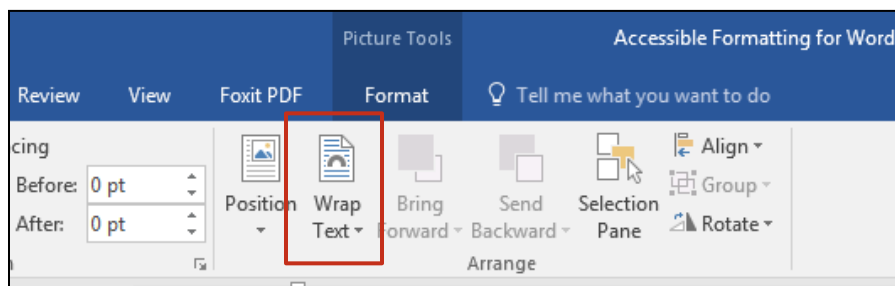 Picture Tools
Accessible Formatting for Word
Review
View
Foxit PDF
Format
Tell me what you want to do
cing
Before: 0 pt
After: 0 pt
Position
Wrap
Text
Bring
Forward
Send
Backward
Selection
Pane
Align
Group
Rotate
Arrange